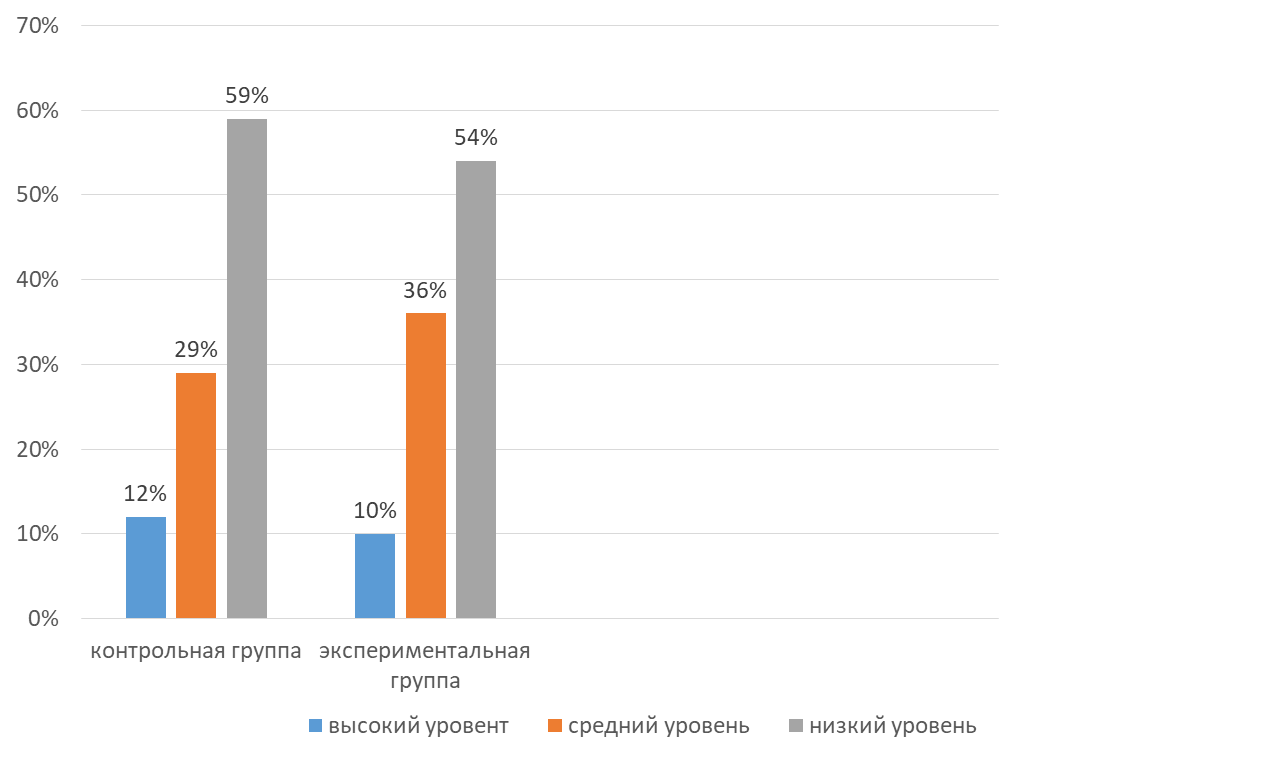 70%
60%
50%
40%
30%
20%
10%
0%
12%
29%
59%
10%
36%
54%
контрольная группа
экспериментальная
группа
высокий уровент
средний уровень
низкий уровень